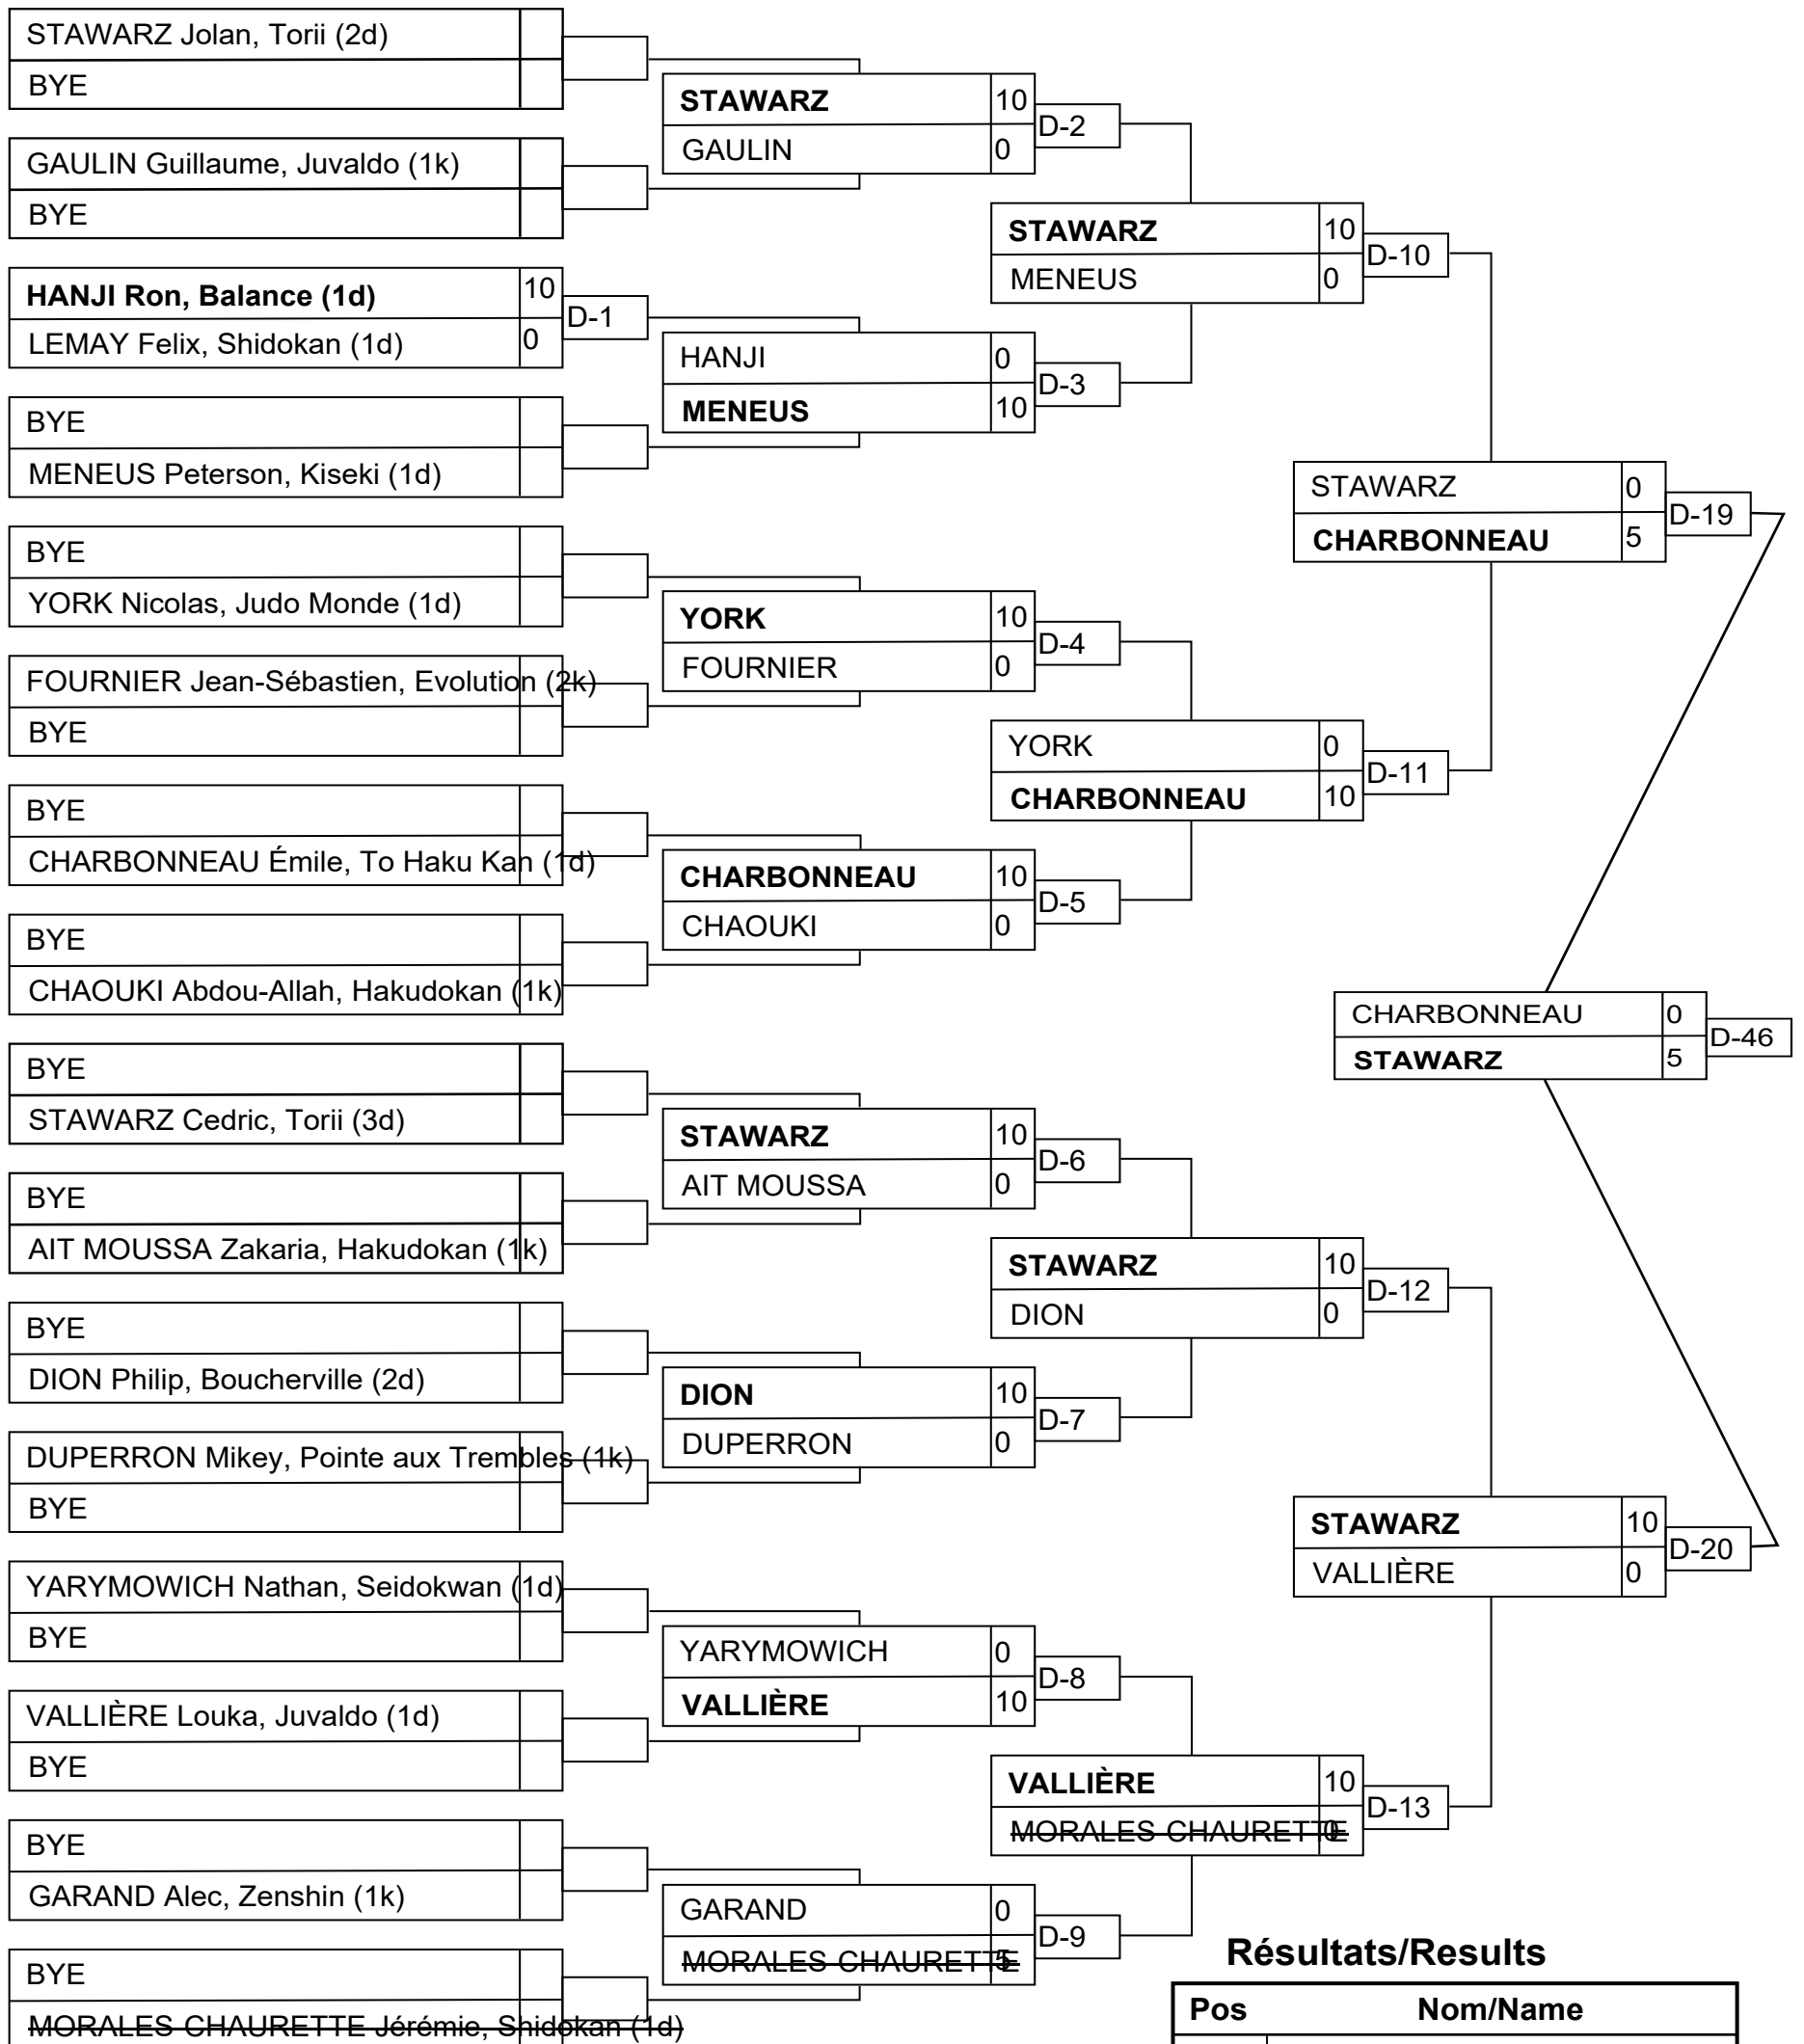 STAWARZ Jolan, Torii (2d)
BYE
GAULIN Guillaume, Juvaldo (1k)
BYE
HANJI Ron, Balance (1d) 10
LEMAY Felix, Shidokan (1d) 0
D-1
BYE
MENEUS Peterson, Kiseki (1d)
BYE
YORK Nicolas, Judo Monde (1d)
FOURNIER Jean-Sébastien, Evolution (2k)
BYE
BYE
CHARBONNEAU Émile, To Haku Kan (1d)
BYE
CHAOUKI Abdou-Allah, Hakudokan (1k)
BYE
STAWARZ Cedric, Torii (3d)
BYE
AIT MOUSSA Zakaria, Hakudokan (1k)
BYE
DION Philip, Boucherville (2d)
DUPERRON Mikey, Pointe aux Trembles (1k)
BYE
YARYMOWICH Nathan, Seidokwan (1d)
BYE
VALLIÈRE Louka, Juvaldo (1d)
BYE
BYE
GARAND Alec, Zenshin (1k)
BYE
MORALES CHAURETTE Jérémie, Shidokan (1d)
STAWARZ 10
GAULIN 0
D-2
HANJI 0
MENEUS 10
D-3
YORK 10
FOURNIER 0
D-4
CHARBONNEAU 10
CHAOUKI 0
D-5
STAWARZ 10
AIT MOUSSA 0
D-6
DION 10
DUPERRON 0
D-7
YARYMOWICH 0
VALLIÈRE 10
D-8
GARAND 0
MORALES CHAURETTE 5
D-9
STAWARZ 10
MENEUS 0
D-10
YORK 0
CHARBONNEAU 10
D-11
STAWARZ 10
DION 0
D-12
VALLIÈRE 10
MORALES CHAURETTE 0
D-13
STAWARZ 0
CHARBONNEAU 5
D-19
STAWARZ 10
VALLIÈRE 0
D-20
CHARBONNEAU 0
STAWARZ 5
D-46
Résultats/Results
Pos Nom/Name